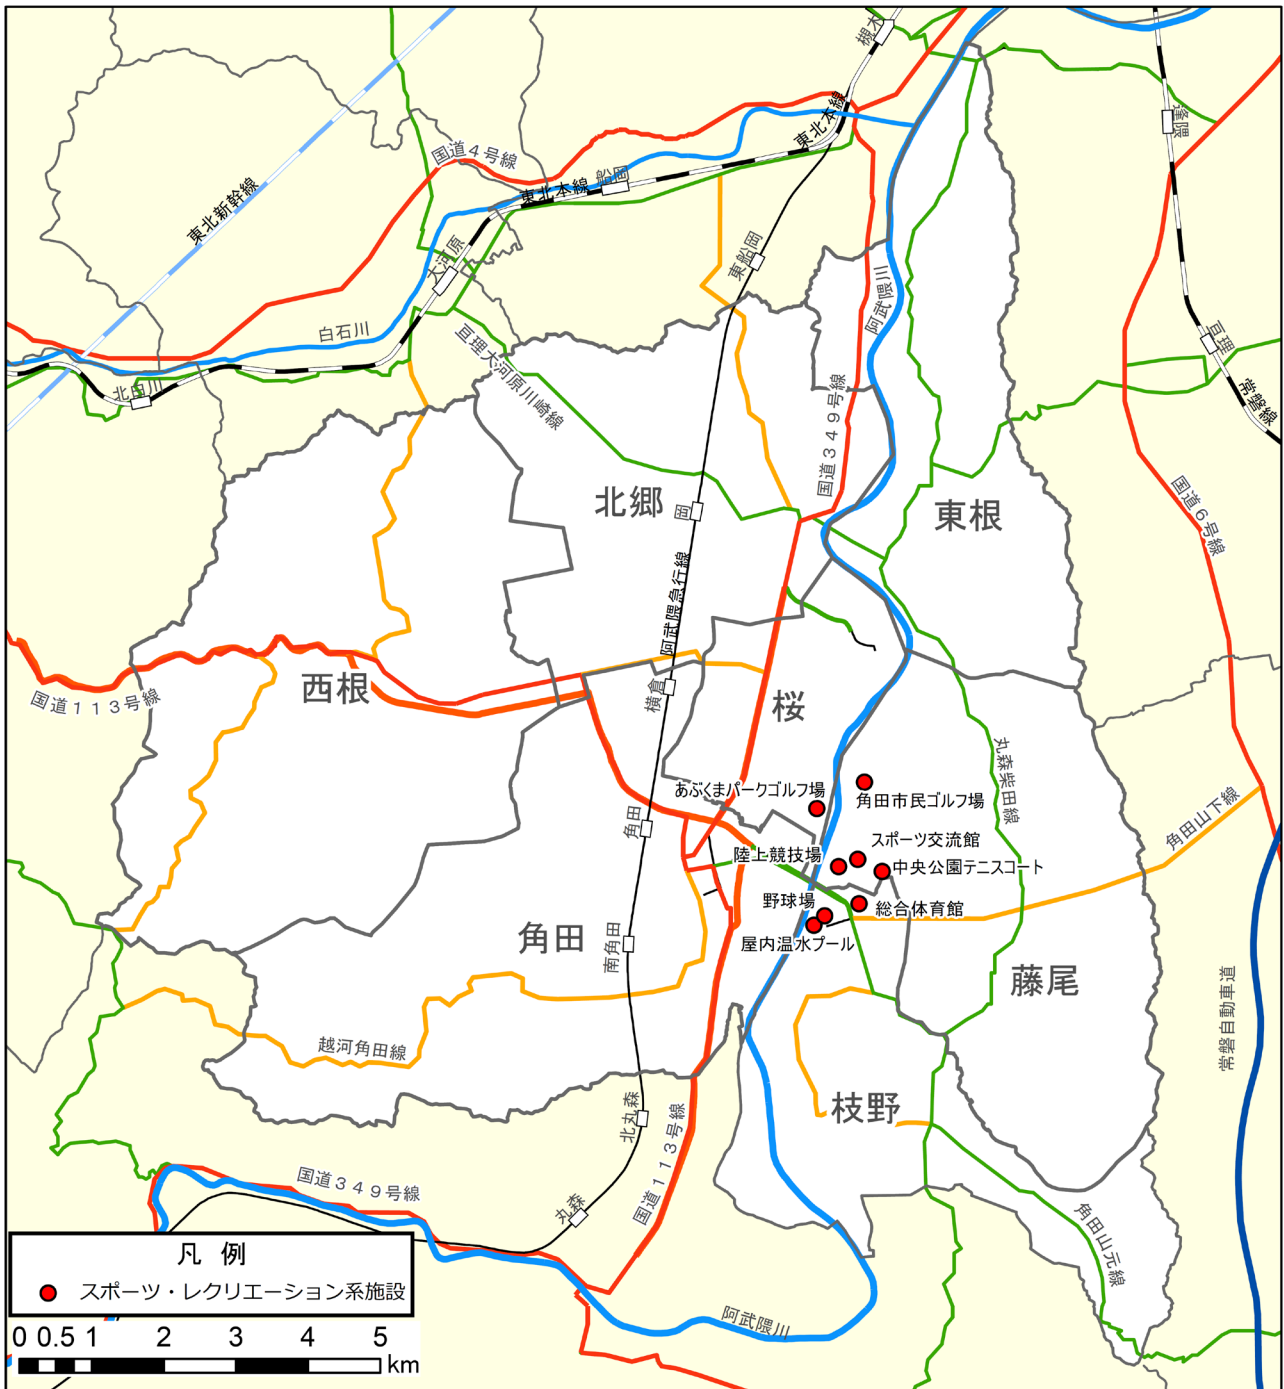 槻木
逢隈
東北本線
国道4号線
船岡
東北本線
東北新幹線
大河原
東船岡
阿武隈川
白石川
亘理大河原川崎線
亘理
北白川
常磐線
国道349号線
北郷
岡
東根
国道6号線
阿武隈急行線
西根
国道113号線
横倉
桜
丸森柴田線
あぶくまパークゴルフ場
角田市民ゴルフ場
角田山下線
角田
スポーツ交流館
陸上競技場
中央公園テニスコート
野球場
総合体育館
角田
南角田
屋内温水プール
藤尾
常磐自動車道
越河角田線
枝野
北丸森
国道113号線
国道349号線
丸森
角田山元線
凡 例
スポーツ・レクリエーション系施設
阿武隈川
0 0.5 1 2 3 4 5
km